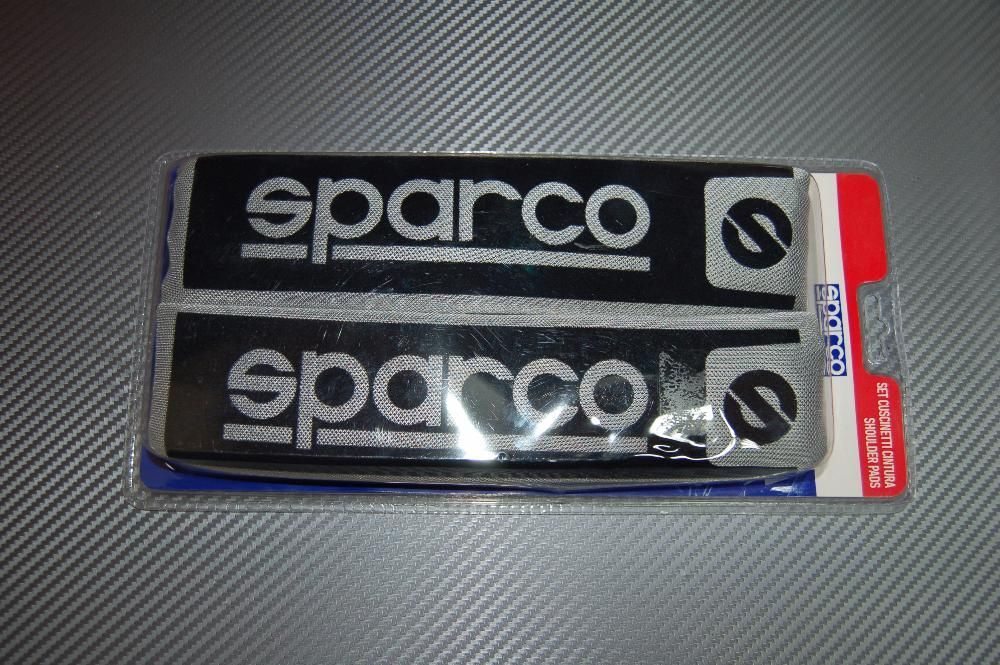 sparco
S
sparco
S
sparco
SET CUSCINETTI CINTURA
SHOULDER PADS